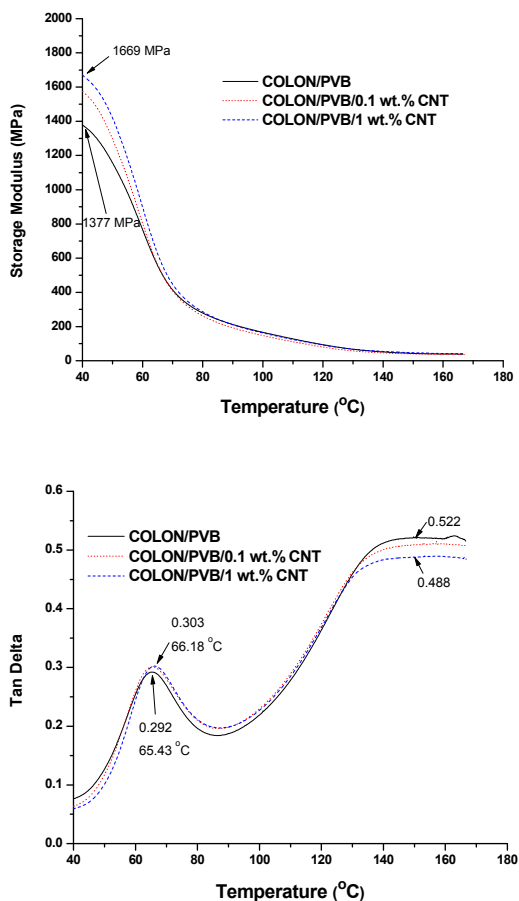 2000
1800
1600
1400
1200
1000
800
600
400
200
0
Storage Modulus (MPa)
1669 MPa
COLON/PVB
COLON/PVB/0.1 wt.% CNT
COLON/PVB/1 wt.% CNT
1377 MPa
40 60 80 100 120 140 160 180
Temperature (°C)
0.6
0.5
0.4
0.3
0.2
0.1
0.0
Tan Delta
COLON/PVB
COLON/PVB/0.1 wt.% CNT
COLON/PVB/1 wt.% CNT
0.522
0.488
0.303
66.18 °C
0.292
65.43 °C
40 60 80 100 120 140 160 180
Temperature (°C)